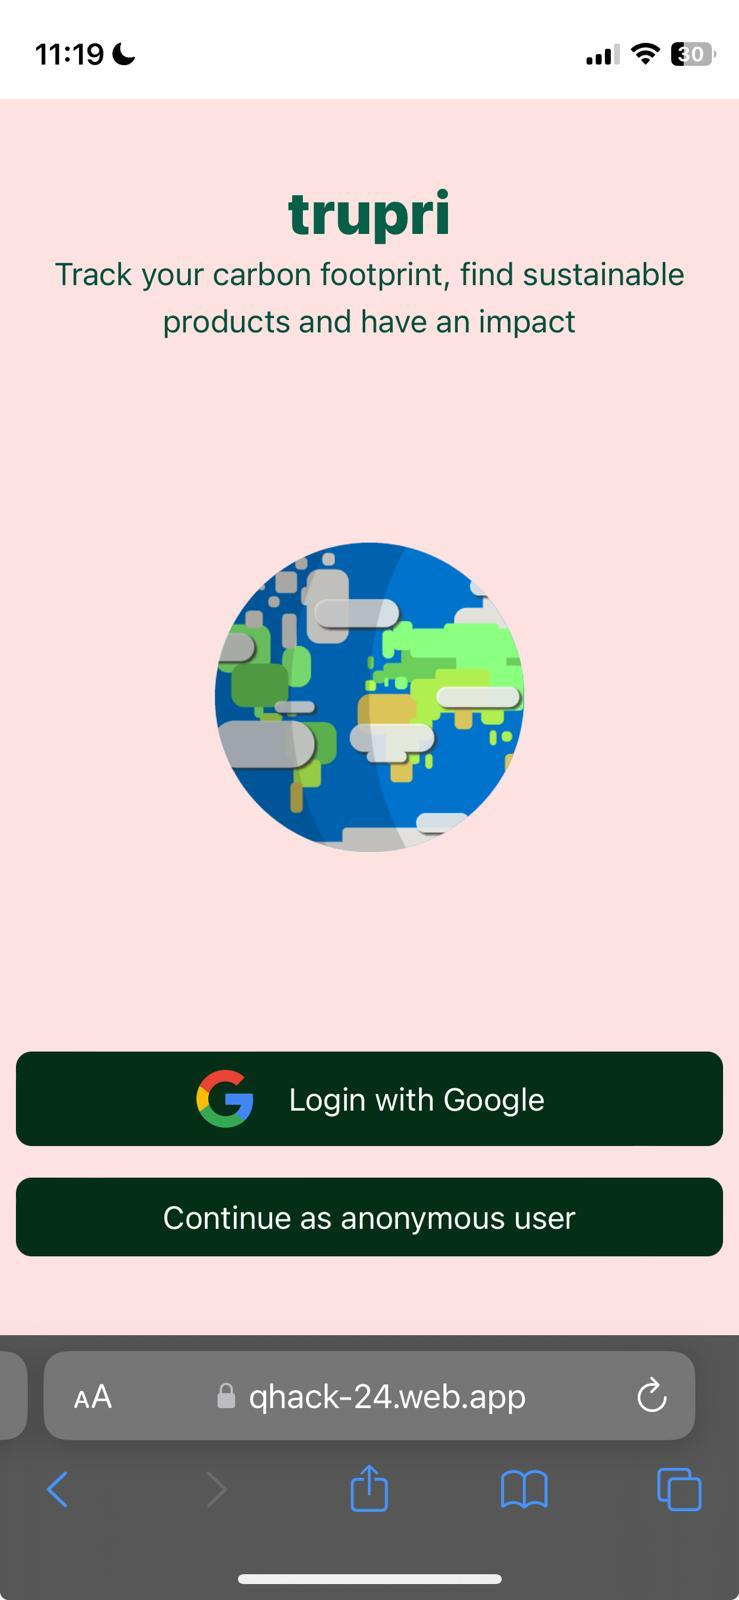 11:19
30
trupri
Track your carbon footprint, find sustainable
products and have an impact
Login with Google
Continue as anonymous user
AA
qhack-24.web.app